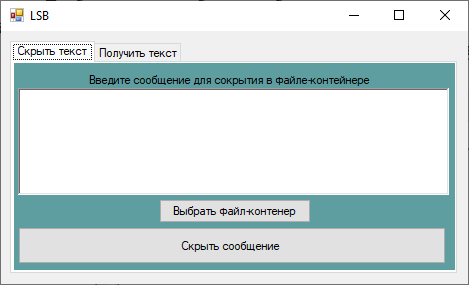 LSB
Скрыть текст
Получить текст
Введите сообщение для сокрытия в файле-контейнере
Выбрать файл-контенер
Скрыть сообщение